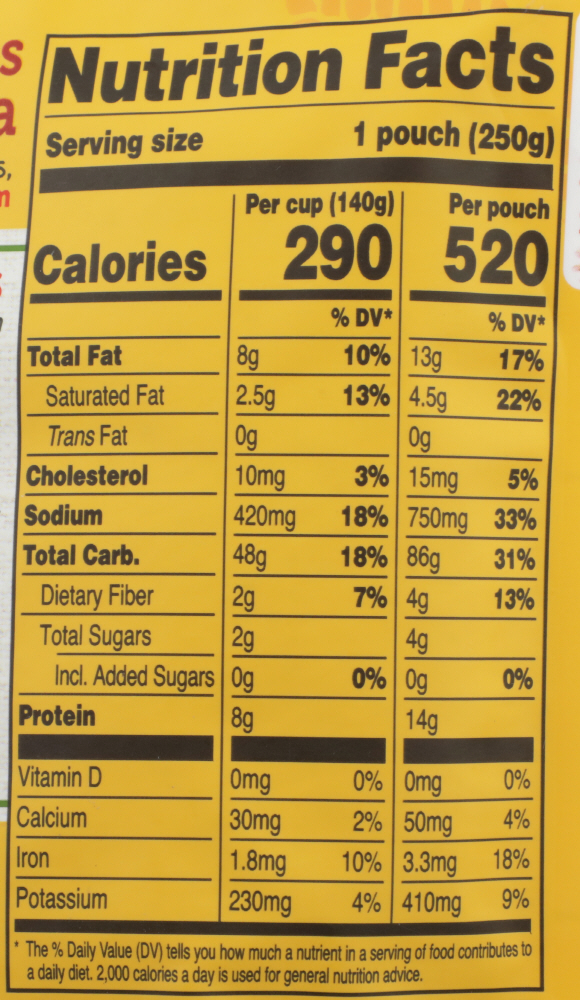 Nutrition Facts
Serving size 1 pouch (250g)
Per cup (140g) Per pouch
Calories 290 520
% DV* % DV*
Total Fat 8g 10% 13g 17%
Saturated Fat 2.5g 13% 4.5g 22%
Trans Fat 0g 0g
Cholesterol 10mg 3% 15mg 5%
Sodium 420mg 18% 750mg 33%
Total Carb. 48g 18% 86g 31%
Dietary Fiber 2g 7% 4g 13%
Total Sugars 2g 4g
Incl. Added Sugars 0g 0% 0g 0%
Protein 8g 14g
Vitamin D 0mg 0% 0mg 0%
Calcium 30mg 2% 50mg 4%
Iron 1.8mg 10% 3.3mg 18%
Potassium 230mg 4% 410mg 9%
* The % Daily Value (DV) tells you how much a nutrient in a serving of food contributes to
a daily diet. 2,000 calories a day is used for general nutrition advice.